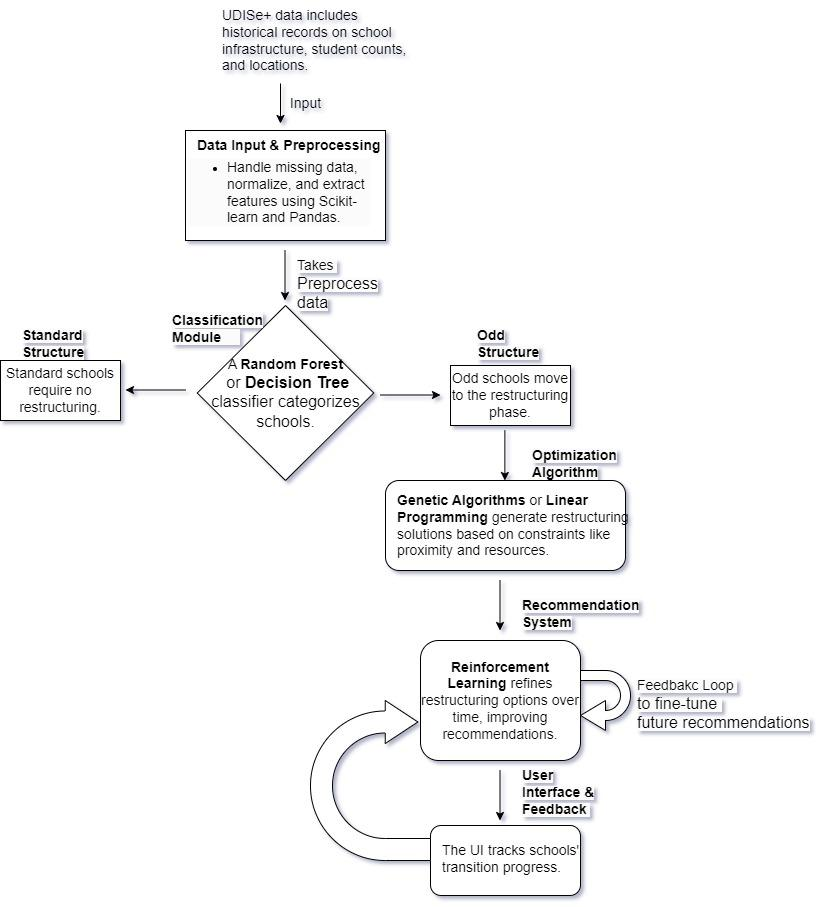 UDISe+ data includes
historical records on school
infrastructure, student counts,
and locations.
Input
Data Input & Preprocessing
• Handle missing data,
normalize, and extract
features using Scikit-
learn and Pandas.
Takes
Preprocess
data
Classification
Module
A Random Forest
or Decision Tree
classifier categorizes
schools.
Standard
Structure
Standard schools
require no
restructuring.
Odd
Structure
Odd schools move
to the restructuring
phase.
Optimization
Algorithm
Genetic Algorithms or Linear
Programming generate restructuring
solutions based on constraints like
proximity and resources.
Recommendation
System
Reinforcement
Learning refines
restructuring options over
time, improving
recommendations.
Feedbakc Loop
to fine-tune
future recommendations
User
Interface &
Feedback
The UI tracks schools'
transition progress.